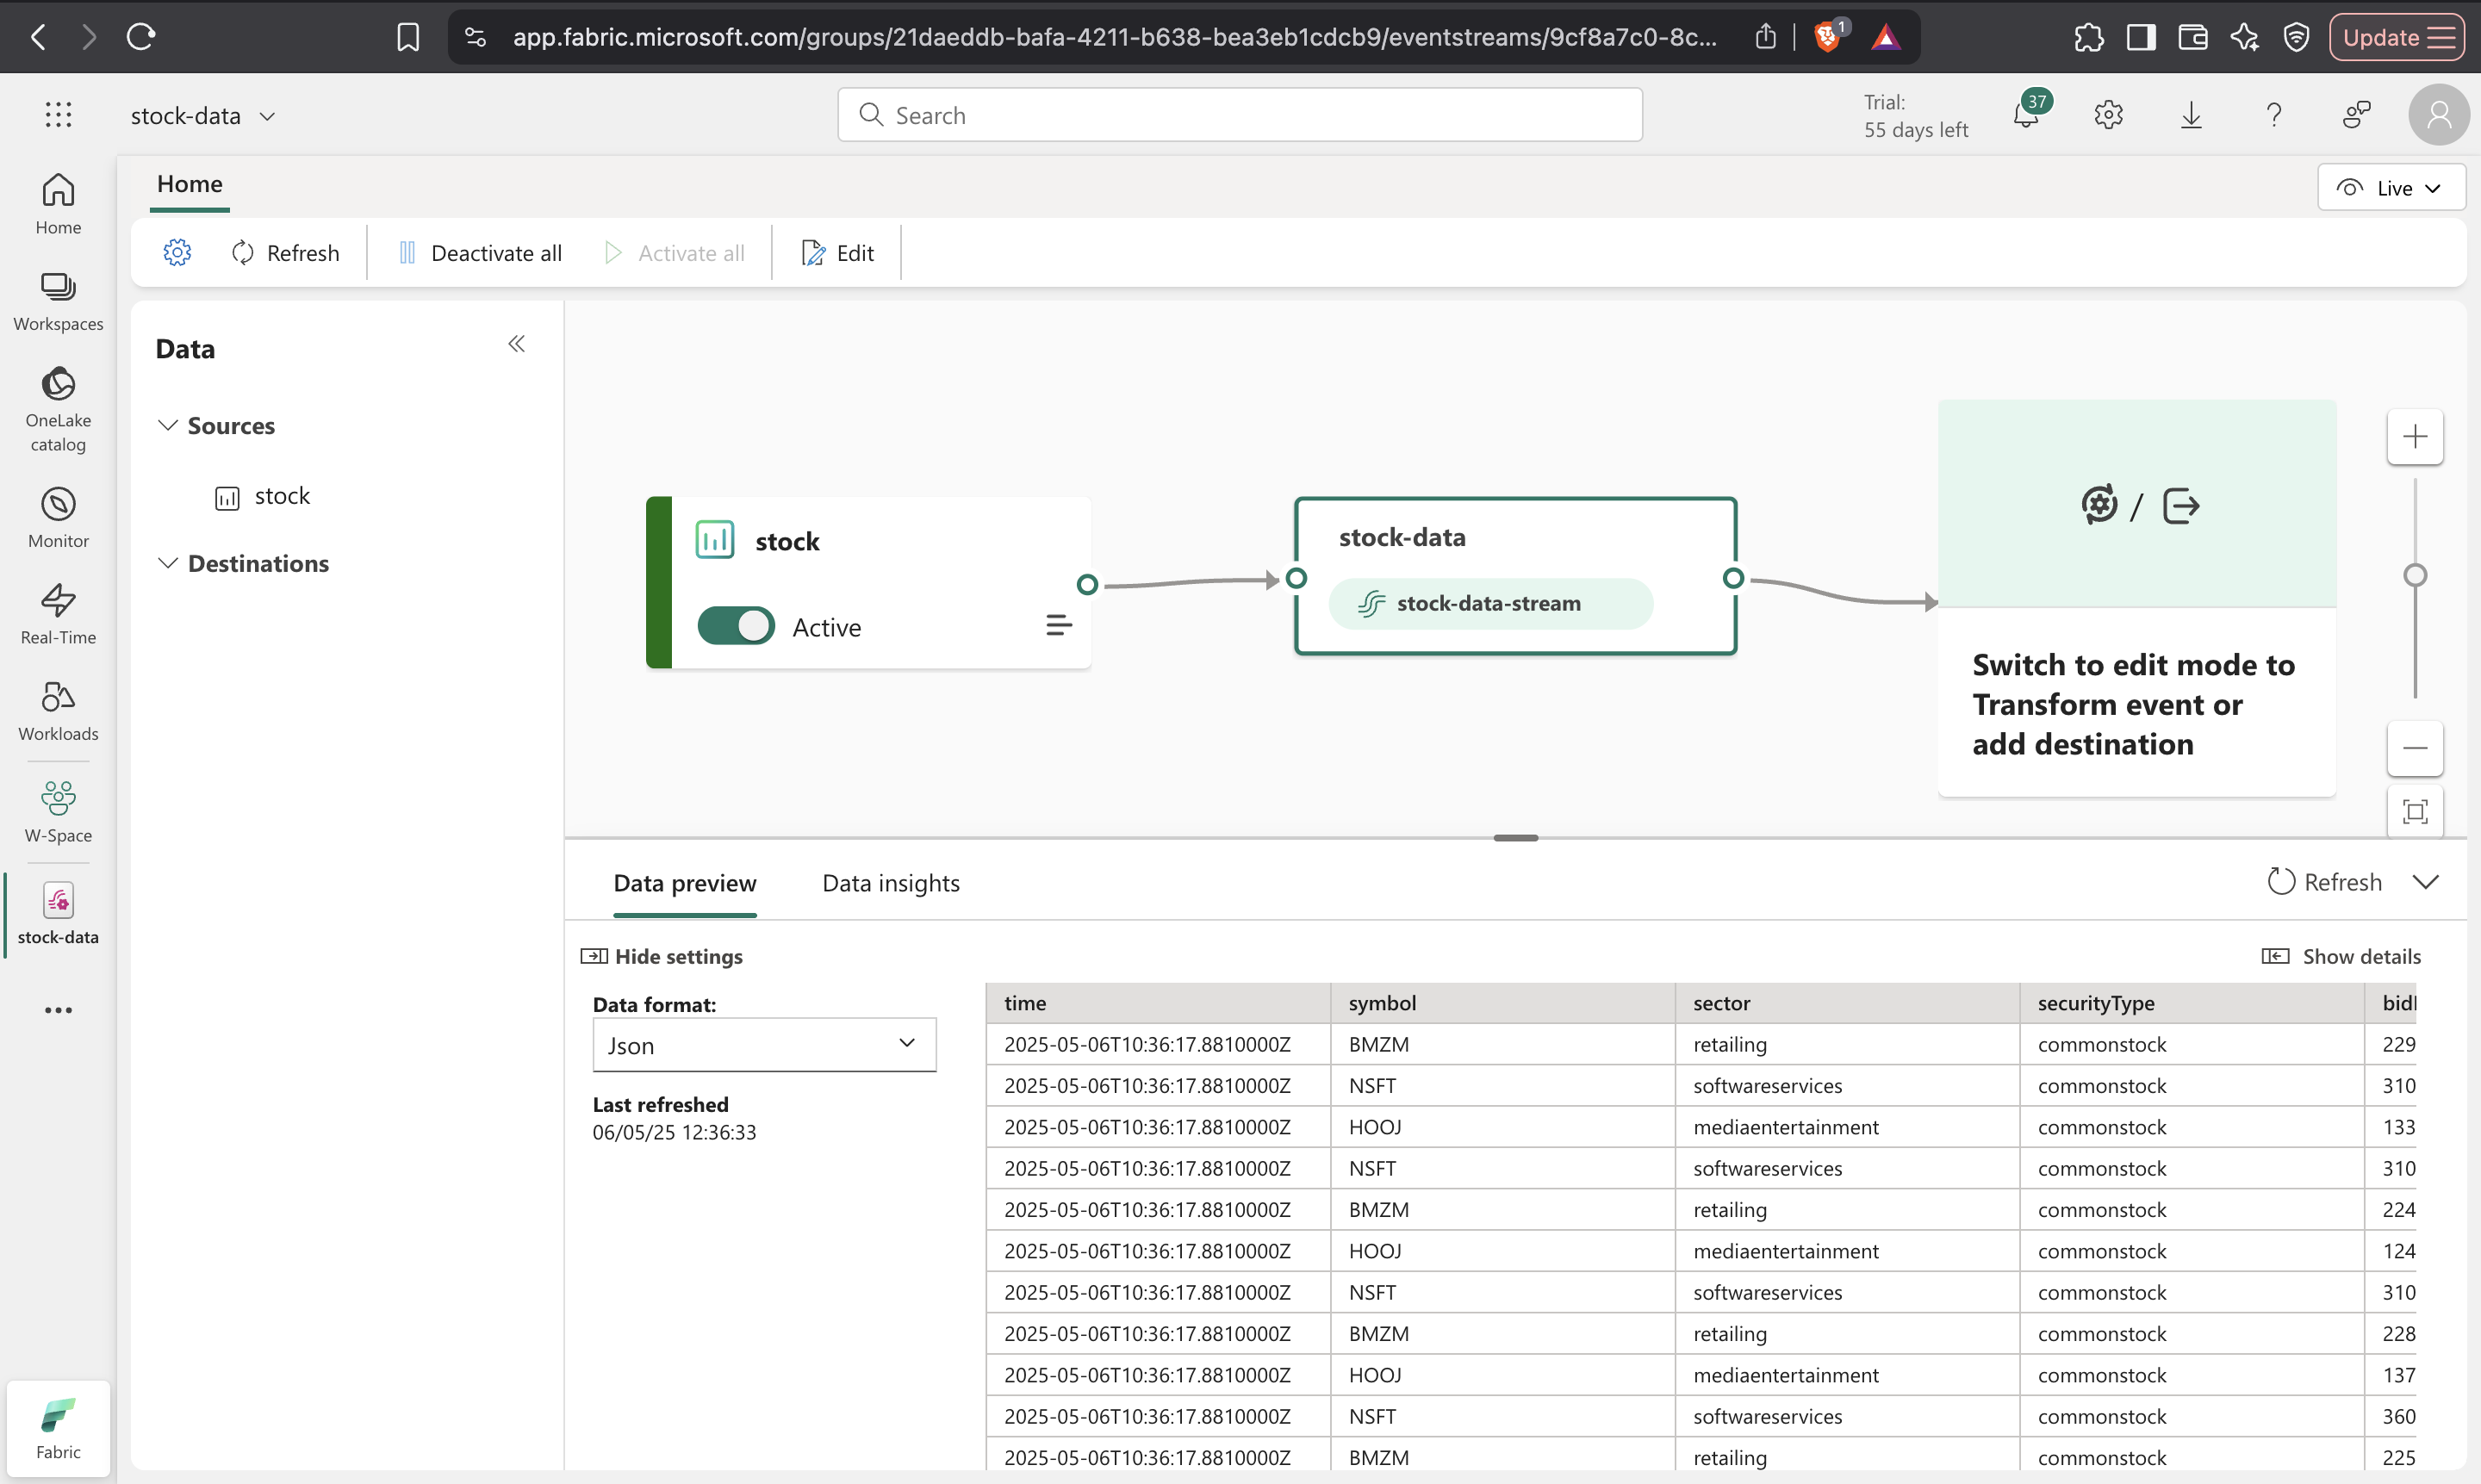 app.fabric.microsoft.com/groups/21daeddb-bafa-4211-b638-bea3eb1cdcb9/eventstreams/9cf8a7c0-8c...
1
Update
stock-data
Search
Trial:
55 days left
37
Home
Live
Refresh
Deactivate all
Activate all
Edit
Home
Workspaces
OneLake
catalog
Monitor
Real-Time
Workloads
W-Space
stock-data
Fabric
Data
Sources
stock
Destinations
stock
Active
stock-data
stock-data-stream
/
Switch to edit mode to
Transform event or
add destination
Data preview
Data insights
Refresh
Hide settings
Show details
Data format:
Json
Last refreshed
06/05/25 12:36:33
time symbol sector securityType
2025-05-06T10:36:17.8810000Z BMZM retailing commonstock 229
2025-05-06T10:36:17.8810000Z NSFT softwareservices commonstock 310
2025-05-06T10:36:17.8810000Z HOOJ mediaentertainment commonstock 133
2025-05-06T10:36:17.8810000Z NSFT softwareservices commonstock 310
2025-05-06T10:36:17.8810000Z BMZM retailing commonstock 224
2025-05-06T10:36:17.8810000Z HOOJ mediaentertainment commonstock 124
2025-05-06T10:36:17.8810000Z NSFT softwareservices commonstock 310
2025-05-06T10:36:17.8810000Z BMZM retailing commonstock 228
2025-05-06T10:36:17.8810000Z HOOJ mediaentertainment commonstock 137
2025-05-06T10:36:17.8810000Z NSFT softwareservices commonstock 360
2025-05-06T10:36:17.8810000Z BMZM retailing commonstock 225